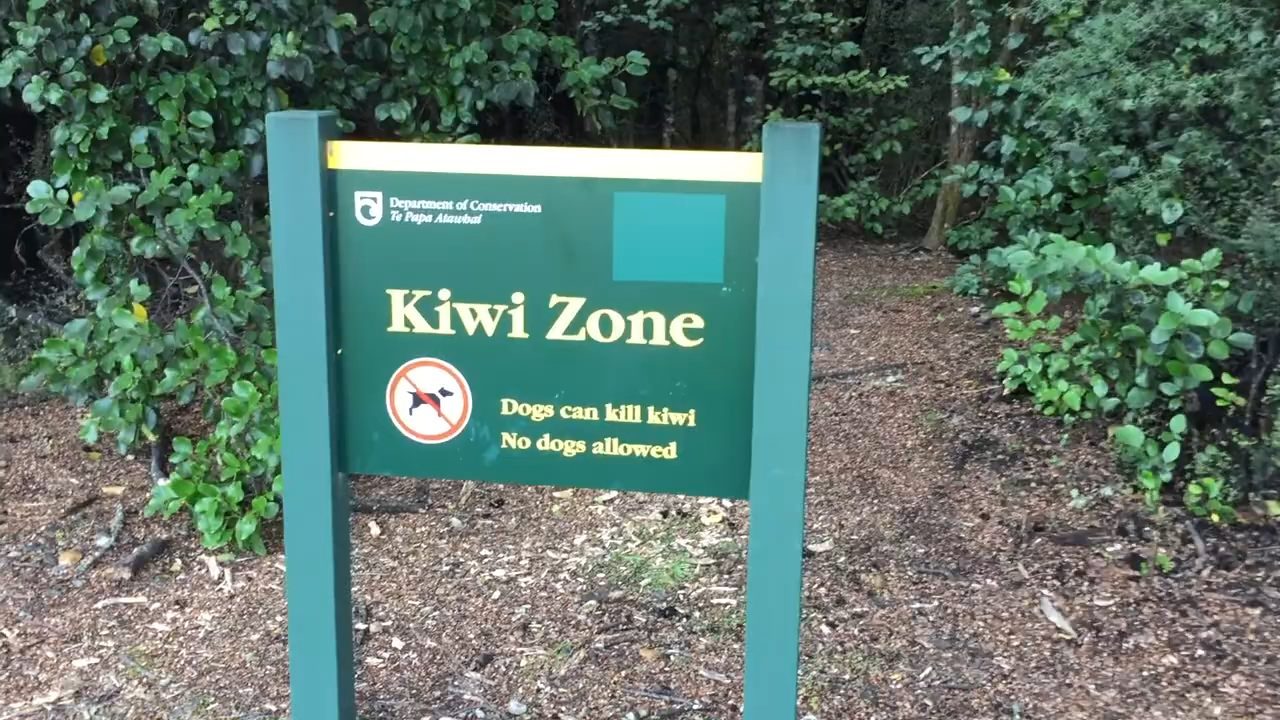 Department of Conservation
Te Papa Atawhai
Kiwi Zone
Dogs can kill kiwi
No dogs allowed